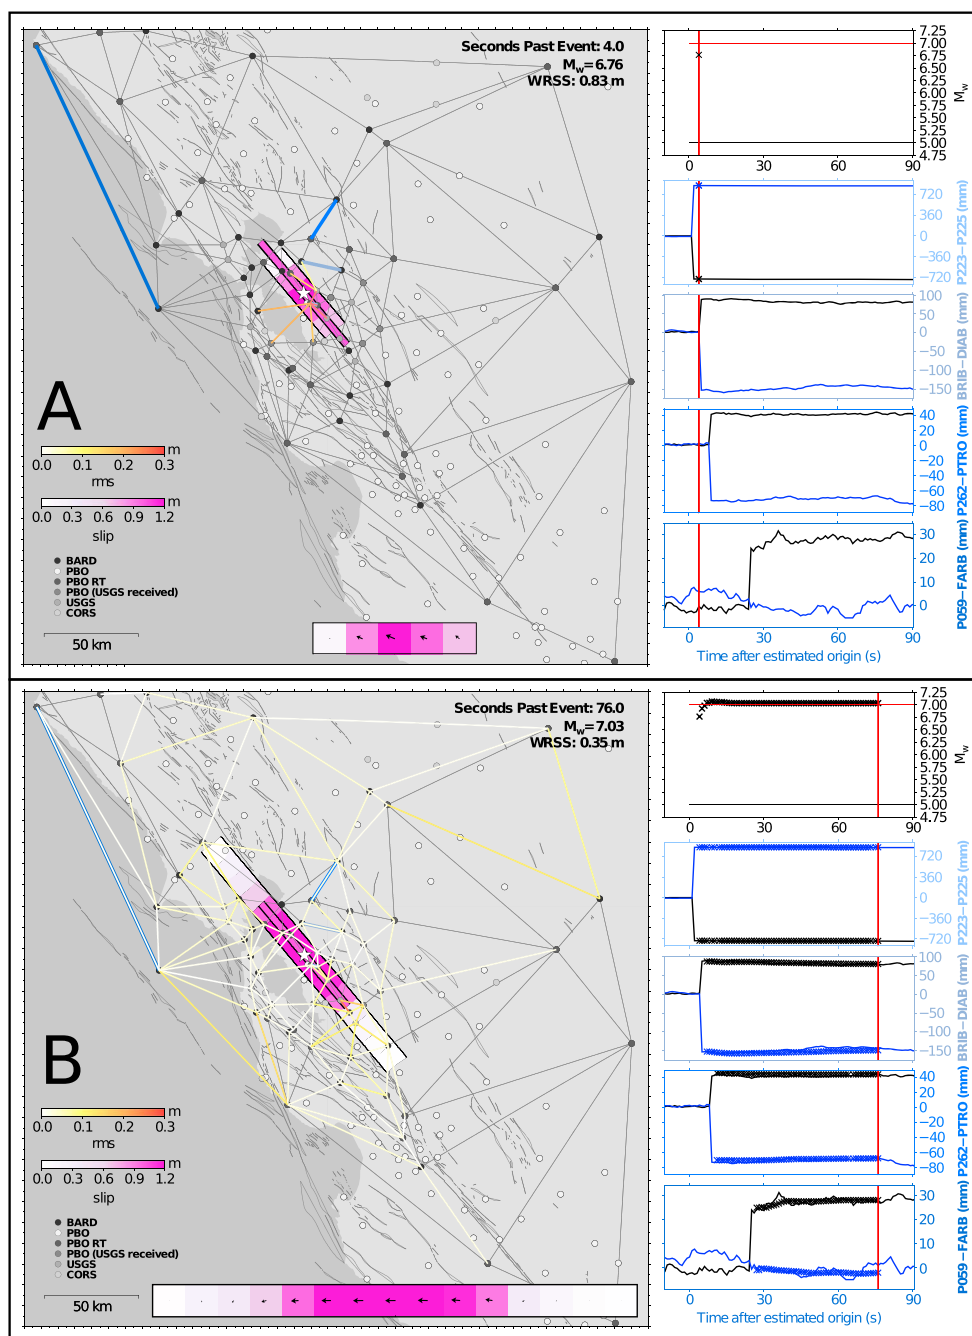 Seconds Past Event: 4.0
Mw=6.76
WRSS: 0.83 m
A
m
0.0 0.1 0.2 0.3
rms
m
0.0 0.3 0.6 0.9 1.2
slip
BARD
PBO
PBO RT
PBO (USGS received)
USGS
CORS
50 km
7.25
7.00
6.75
6.50
6.25
6.00
5.75
5.50
5.25
5.00
4.75
Mw
0 30 60 90
720
360
0
−360
−720
P223−P225 (mm)
100
50
0
−50
−100
−150
BRIB−DIAB (mm)
40
20
0
−20
−40
−60
−80
P262−PTRO (mm)
30
20
10
0
P059−FARB (mm)
0 30 60 90
Time after estimated origin (s)
Seconds Past Event: 76.0
Mw=7.03
WRSS: 0.35 m
B
m
0.0 0.1 0.2 0.3
rms
m
0.0 0.3 0.6 0.9 1.2
slip
BARD
PBO
PBO RT
PBO (USGS received)
USGS
CORS
50 km
7.25
7.00
6.75
6.50
6.25
6.00
5.75
5.50
5.25
5.00
4.75
Mw
0 30 60 90
720
360
0
−360
−720
P223−P225 (mm)
100
50
0
−50
−100
−150
BRIB−DIAB (mm)
40
20
0
−20
−40
−60
−80
P262−PTRO (mm)
30
20
10
0
P059−FARB (mm)
0 30 60 90
Time after estimated origin (s)